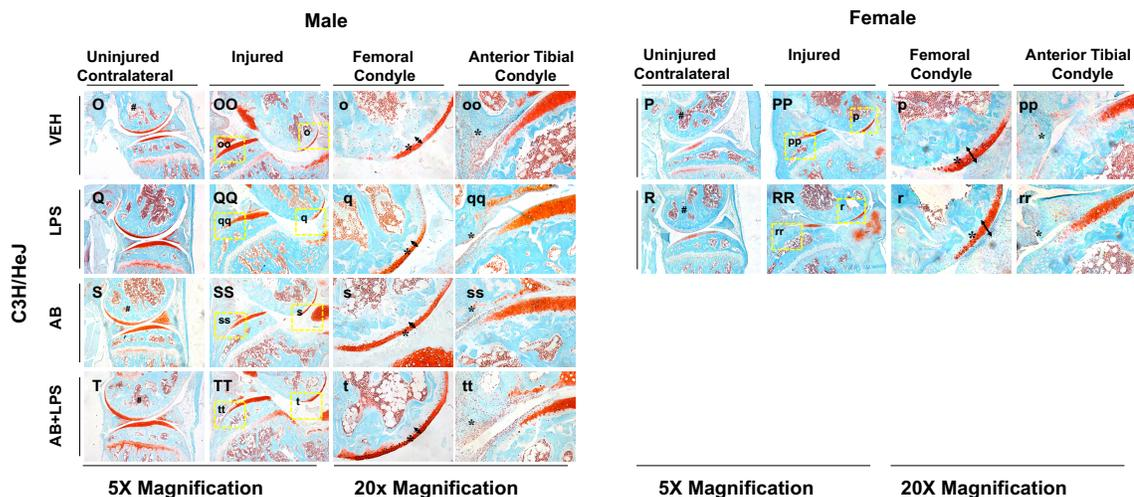 Male
Female
Uninjured
Contralateral
Injured
Femoral
Condyle
Anterior Tibial
Condyle
Uninjured
Contralateral
Injured
Femoral
Condyle
Anterior Tibial
Condyle
C3H/HeJ
VEH
O
#
OO
oo
o
o
*
oo
*
P
#
PP
pp
p
p
*
pp
*
LPS
Q
QQ
qq
q
q
*
qq
*
R
#
RR
rr
r
r
*
rr
*
AB
S
#
SS
ss
s
s
*
ss
*
AB+LPS
T
#
TT
tt
t
t
*
tt
*
5X Magnification
20x Magnification
5X Magnification
20X Magnification